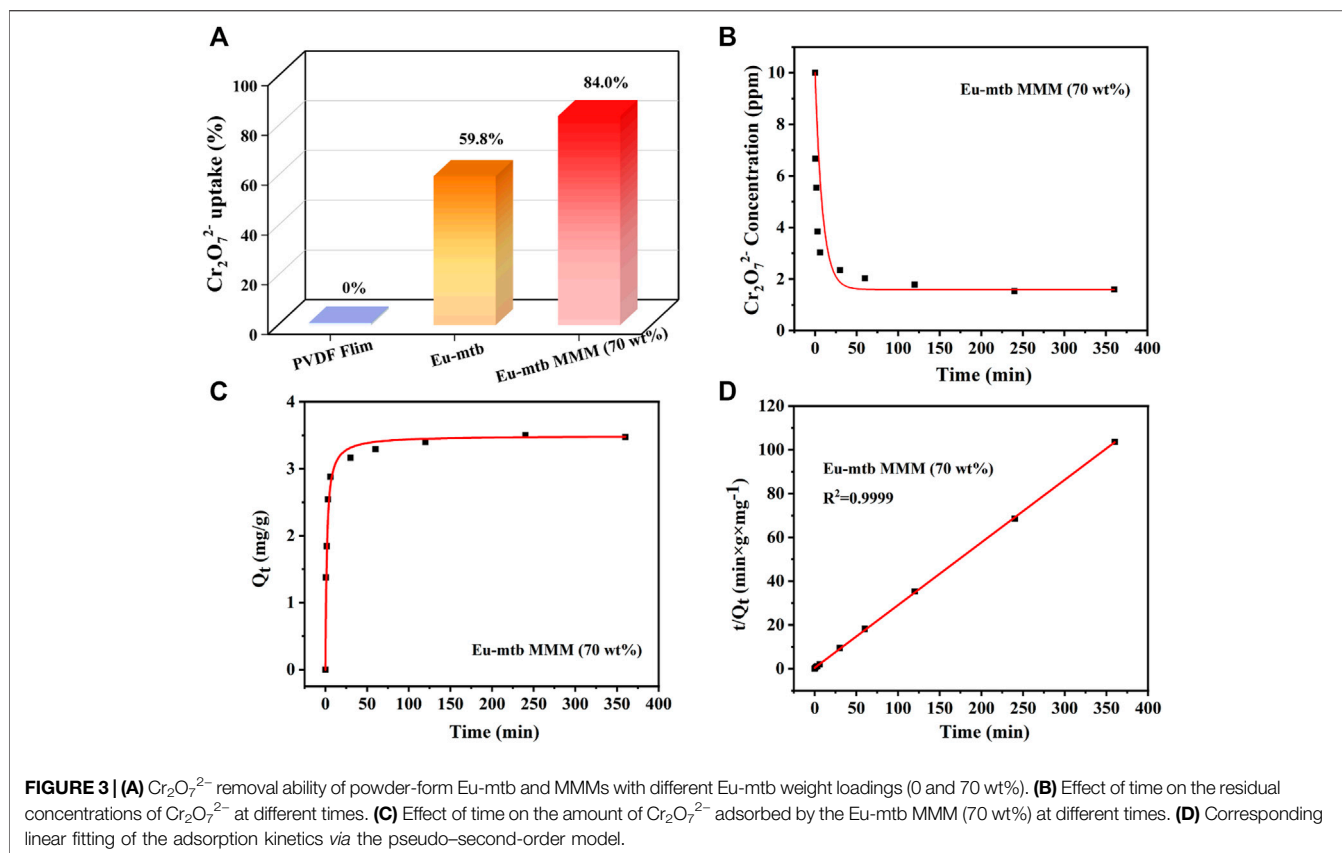 A
100
80
60
40
20
0
Cr₂O₇²⁻ uptake (%)
0%
59.8%
84.0%
PVDF Flim
Eu-mtb
Eu-mtb MMM (70 wt%)
B
10
8
6
4
2
0
Cr₂O₇²⁻ Concentration (ppm)
Eu-mtb MMM (70 wt%)
0 50 100 150 200 250 300 350 400
Time (min)
C
4
3
2
1
0
Qt (mg/g)
Eu-mtb MMM (70 wt%)
0 50 100 150 200 250 300 350 400
Time (min)
D
120
100
80
60
40
20
0
t/Qt (min×g×mg⁻¹)
Eu-mtb MMM (70 wt%)
R²=0.9999
0 50 100 150 200 250 300 350 400
Time (min)
FIGURE 3 | (A) Cr₂O₇²⁻ removal ability of powder-form Eu-mtb and MMMs with different Eu-mtb weight loadings (0 and 70 wt%). (B) Effect of time on the residual
concentrations of Cr₂O₇²⁻ at different times. (C) Effect of time on the amount of Cr₂O₇²⁻ adsorbed by the Eu-mtb MMM (70 wt%) at different times. (D) Corresponding
linear fitting of the adsorption kinetics via the pseudo–second-order model.